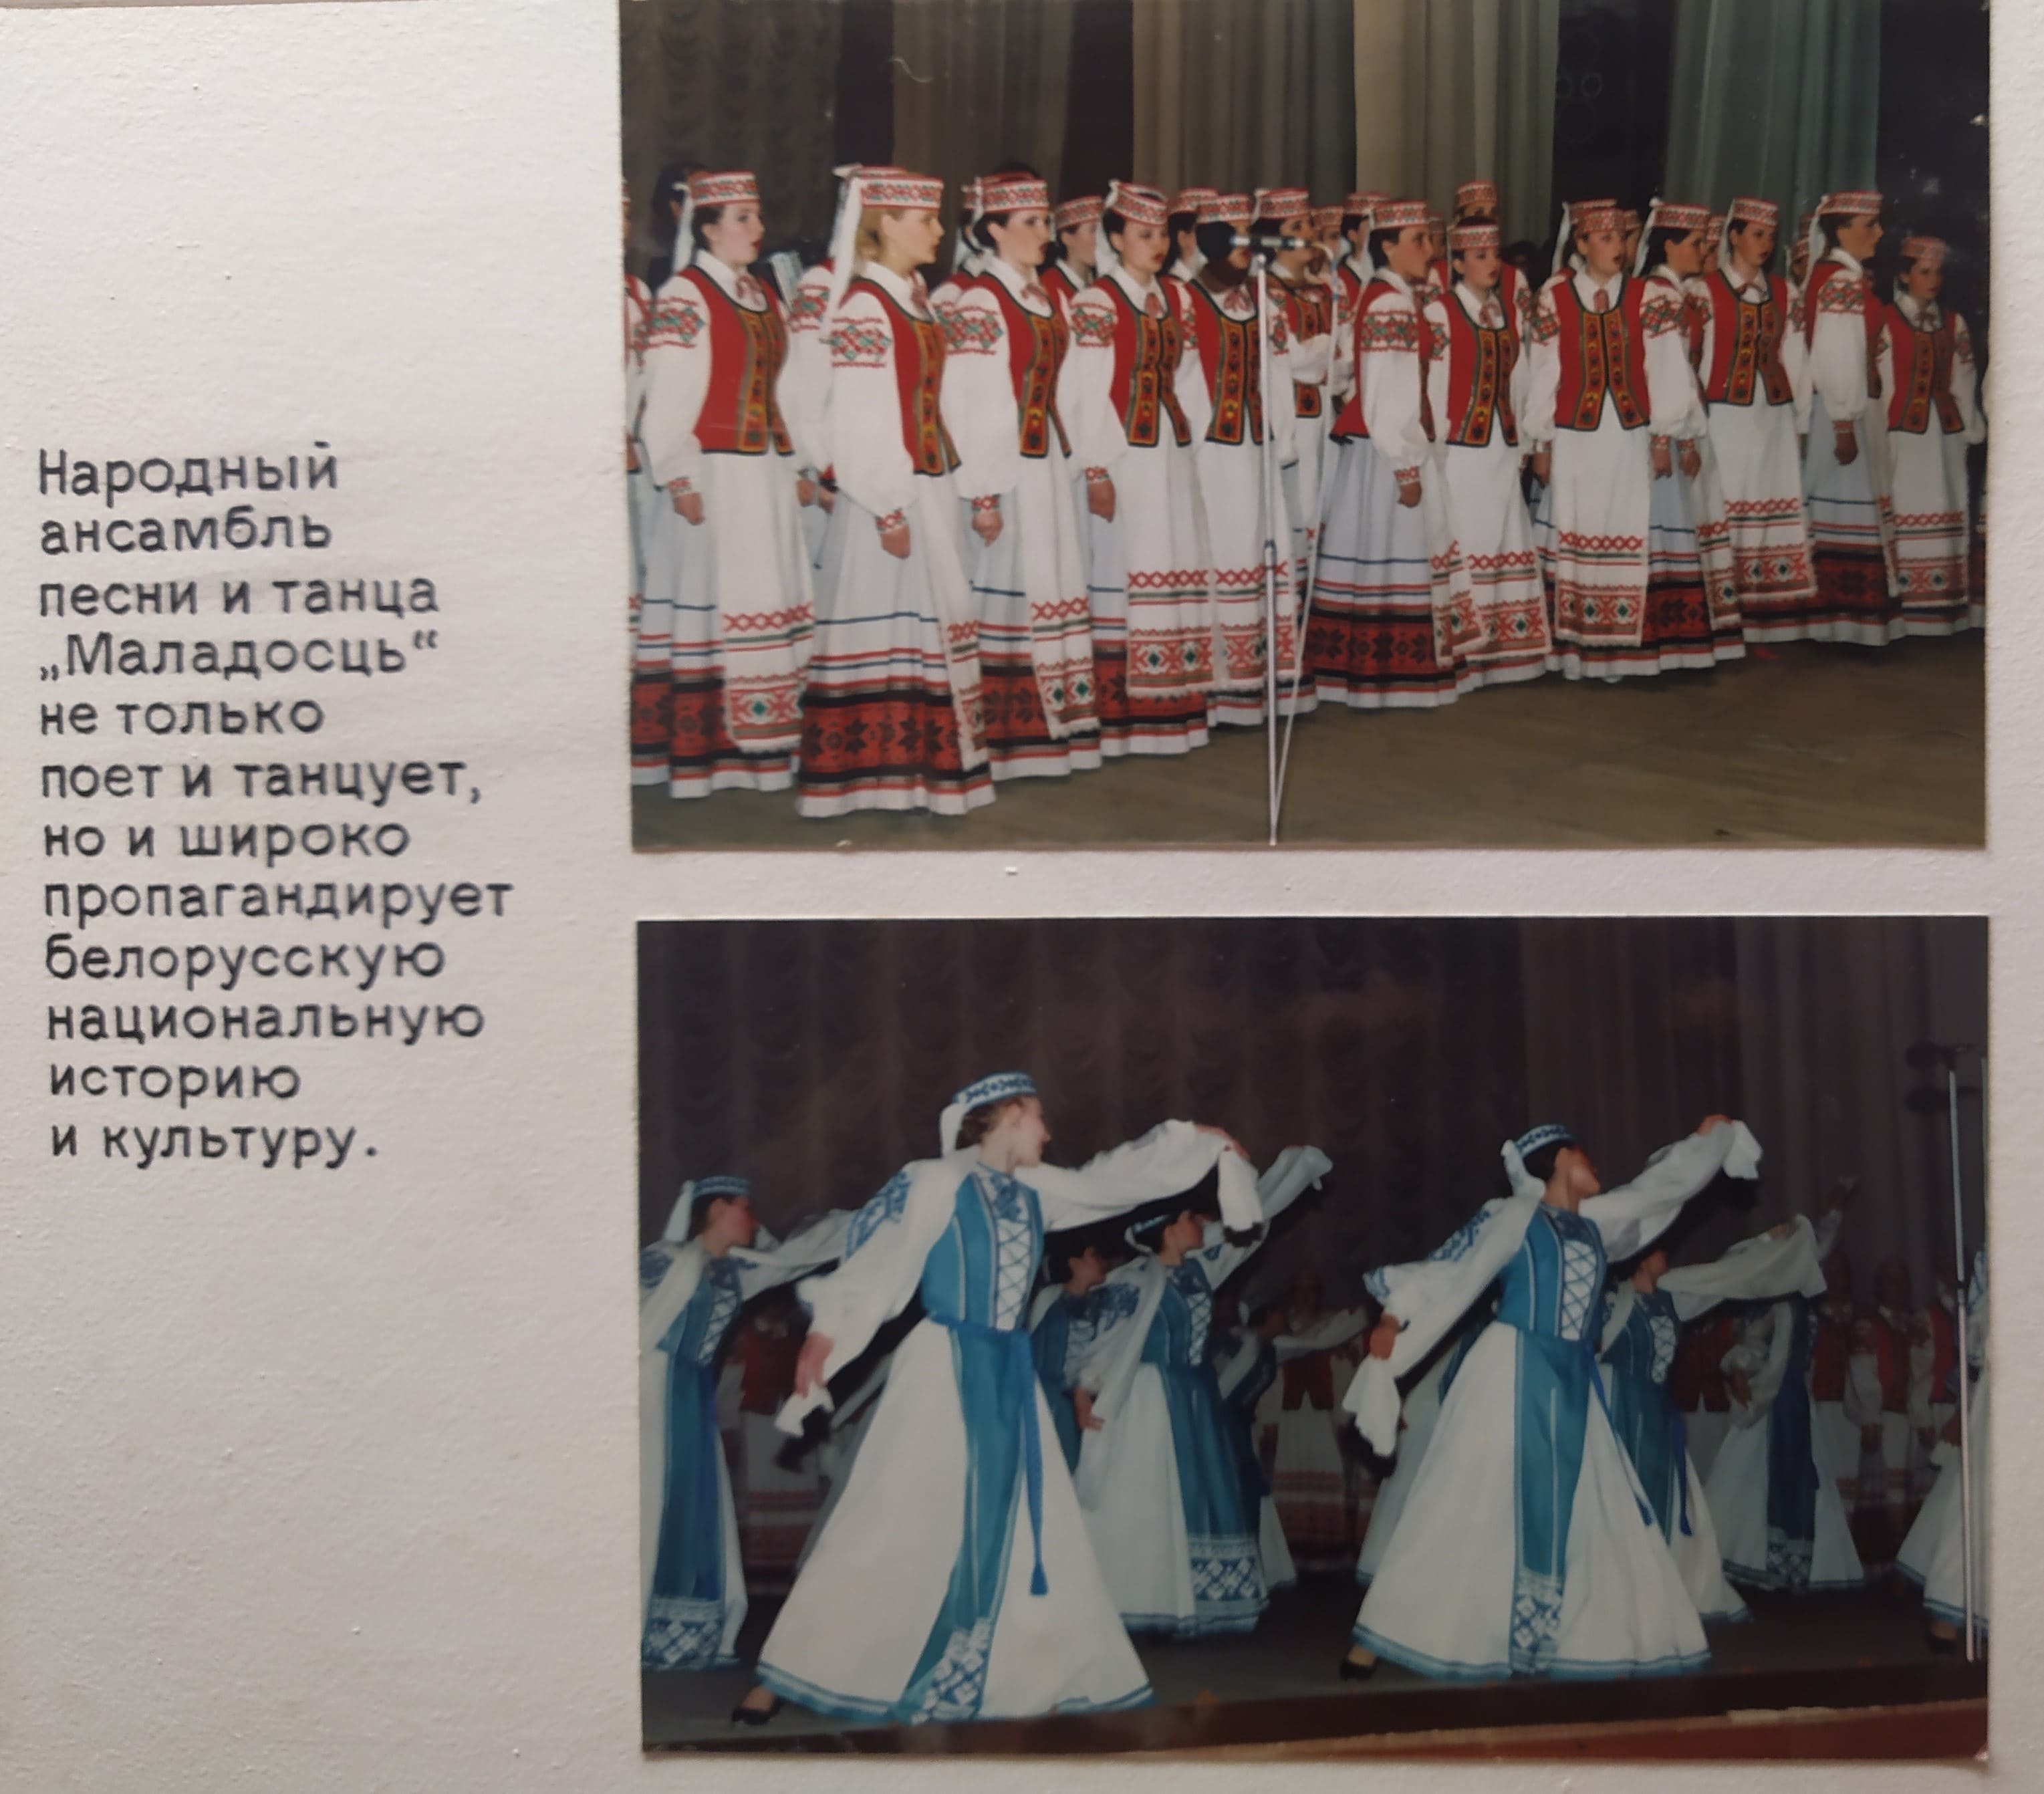 Народный
ансамбль
песни и танца
„Маладосць“
не только
поет и танцует,
но и широко
пропагандирует
белорусскую
национальную
историю
и культуру.